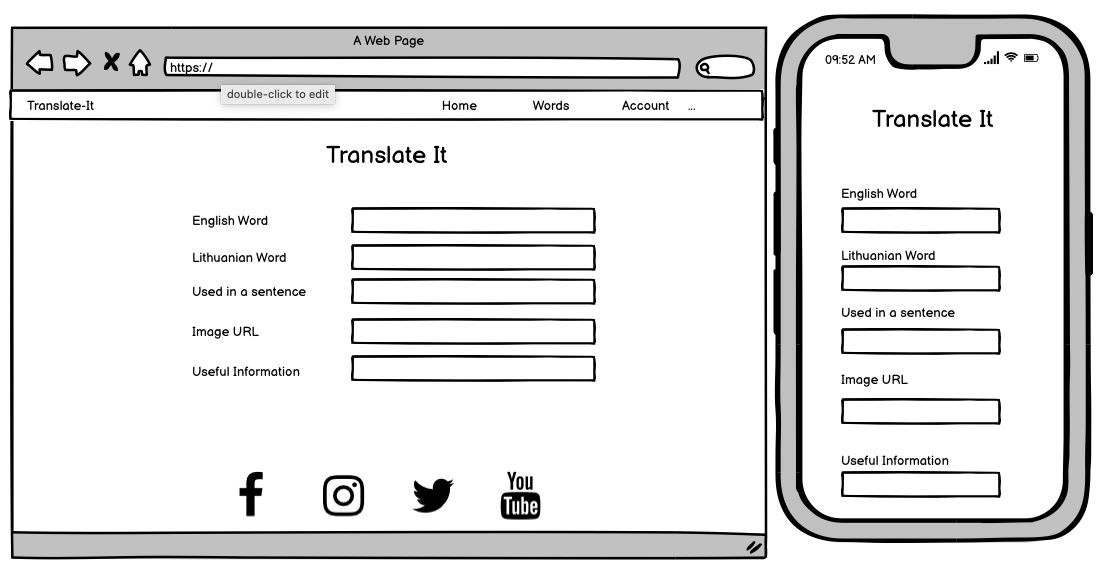 A Web Page
https://
double-click to edit
Translate-It Home Words Account ...
Translate It
English Word
Lithuanian Word
Used in a sentence
Image URL
Useful Information
You
Tube
09:52 AM
Translate It
English Word
Lithuanian Word
Used in a sentence
Image URL
Useful Information